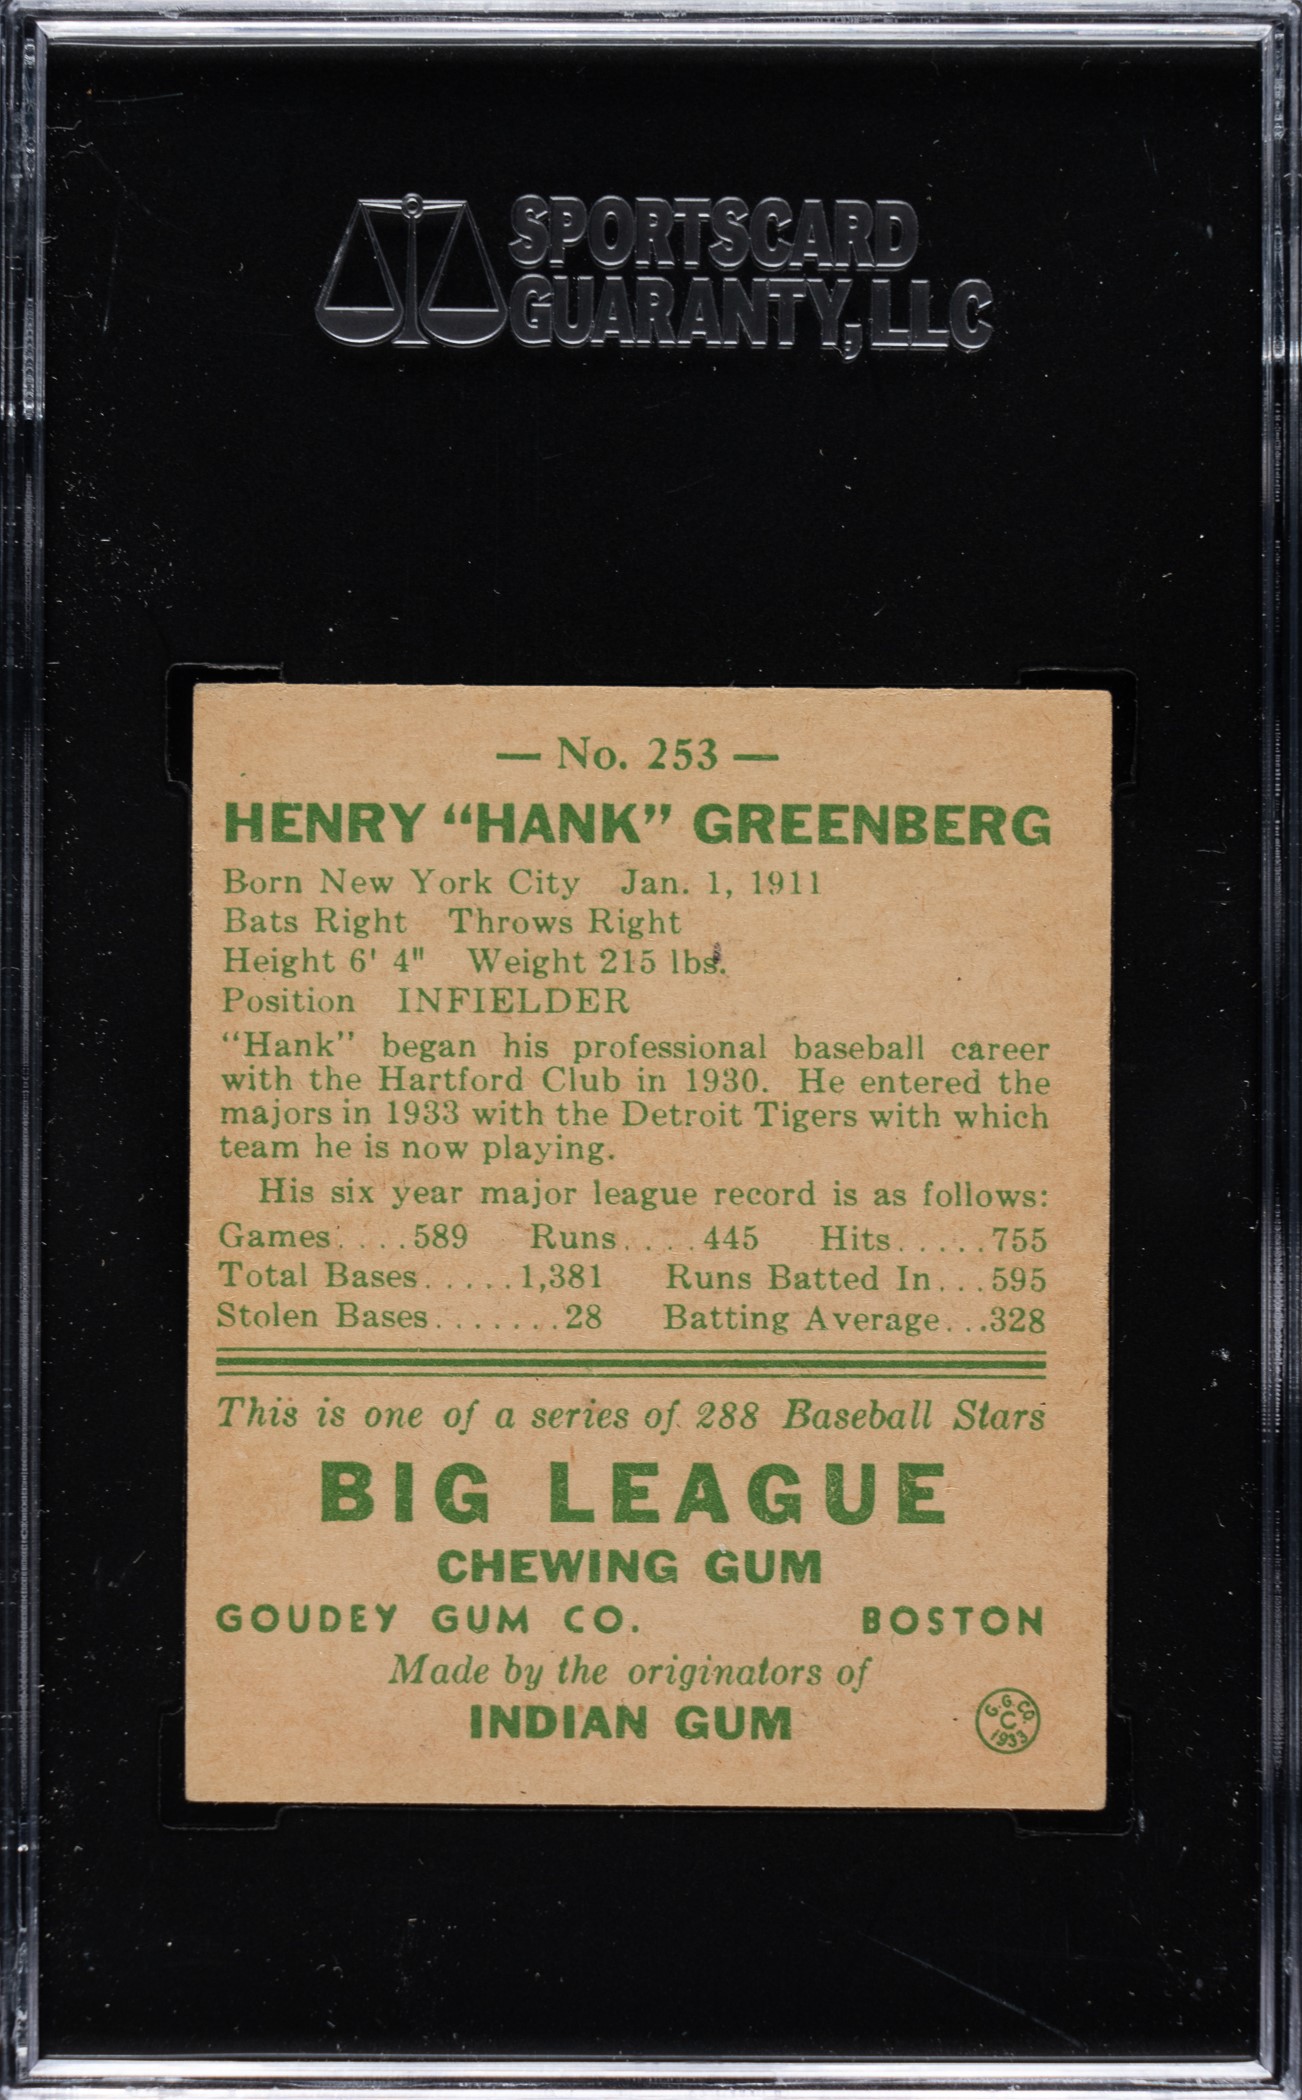 SPORTSCARD
GUARANTY, LLC
— No. 253 —
HENRY “HANK” GREENBERG
Born New York City Jan. 1, 1911
Bats Right Throws Right
Height 6' 4" Weight 215 lbs.
Position INFIELDER
“Hank” began his professional baseball career
with the Hartford Club in 1930. He entered the
majors in 1933 with the Detroit Tigers with which
team he is now playing.
His six year major league record is as follows:
Games.....589 Runs.....445 Hits.....755
Total Bases......1,381 Runs Batted In...595
Stolen Bases.......28 Batting Average...328
This is one of a series of 288 Baseball Stars
BIG LEAGUE
CHEWING GUM
GOUDEY GUM CO. BOSTON
Made by the originators of
INDIAN GUM
G.G.CO.
C
1933